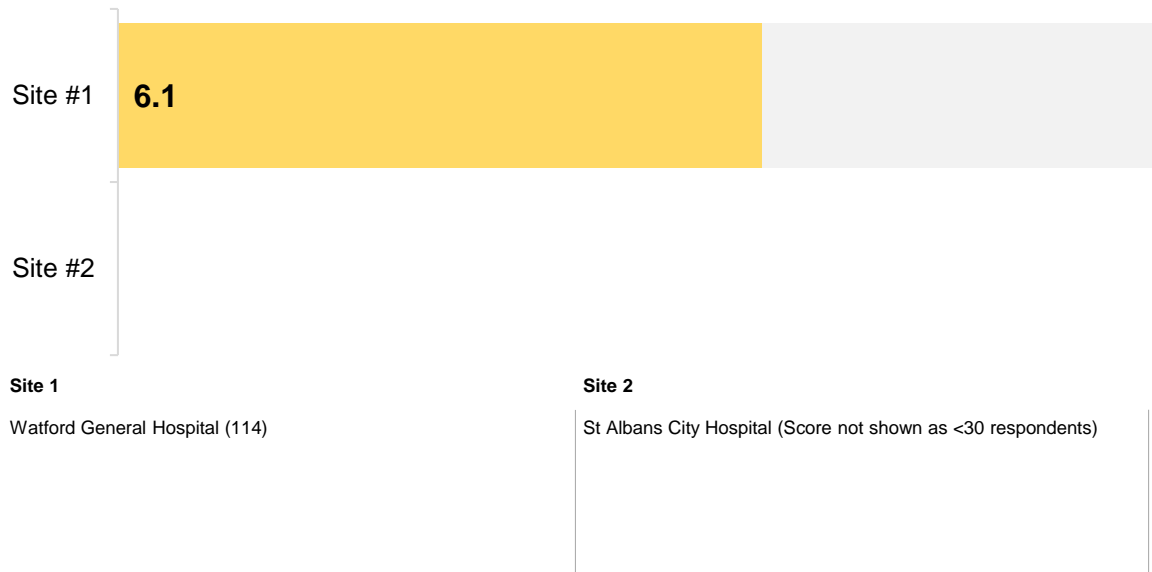 Site #1
6.1
Site #2
Site 1
Site 2
Watford General Hospital (114)
St Albans City Hospital (Score not shown as <30 respondents)